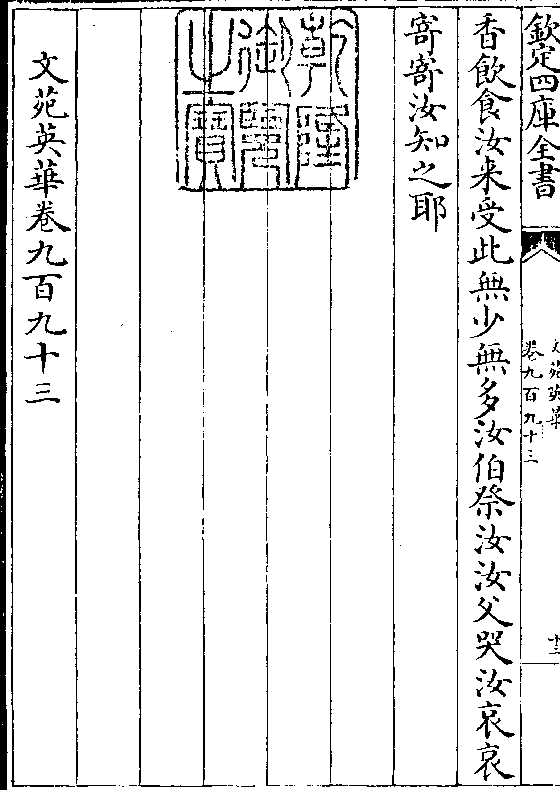 欽定四庫全書
文苑英華
卷九百九十三
十三
香飲食汝来受此無少無多汝伯祭汝汝父哭汝哀哀
寄寄汝知之耶
乾隆御覽之寶
文苑英華卷九百九十三